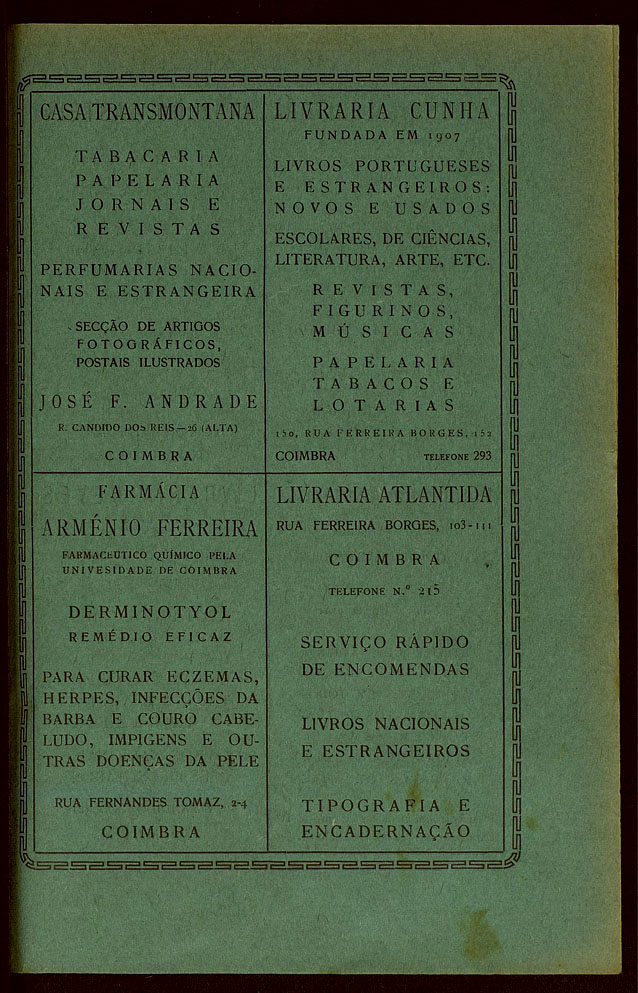 CASA TRANSMONTANA
TABACARIA
PAPELARIA
JORNAIS E
REVISTAS
PERFUMARIAS NACIO-
NAIS E ESTRANGEIRA
SECÇÃO DE ARTIGOS
FOTOGRÁFICOS,
POSTAIS ILUSTRADOS
JOSÉ F. ANDRADE
R. CANDIDO DOS REIS—26 (ALTA)
COIMBRA
LIVRARIA CUNHA
FUNDADA EM 1907
LIVROS PORTUGUESES
E ESTRANGEIROS:
NOVOS E USADOS
ESCOLARES, DE CIÊNCIAS,
LITERATURA, ARTE, ETC.
REVISTAS,
FIGURINOS,
MÚSICAS
PAPELARIA
TABACOS E
LOTARIAS
150, RUA FERREIRA BORGES, 152
COIMBRA TELEFONE 293
FARMÁCIA
ARMÉNIO FERREIRA
FARMACEUTICO QUÍMICO PELA
UNIVESIDADE DE COIMBRA
DERMINOTYOL
REMÉDIO EFICAZ
PARA CURAR ECZEMAS,
HERPES, INFECÇÕES DA
BARBA E COURO CABE-
LUDO, IMPIGENS E OU-
TRAS DOENÇAS DA PELE
RUA FERNANDES TOMAZ, 2-4
COIMBRA
LIVRARIA ATLANTIDA
RUA FERREIRA BORGES, 103-111
COIMBRA
TELEFONE N.º 215
SERVIÇO RÁPIDO
DE ENCOMENDAS
LIVROS NACIONAIS
E ESTRANGEIROS
TIPOGRAFIA E
ENCADERNAÇÃO